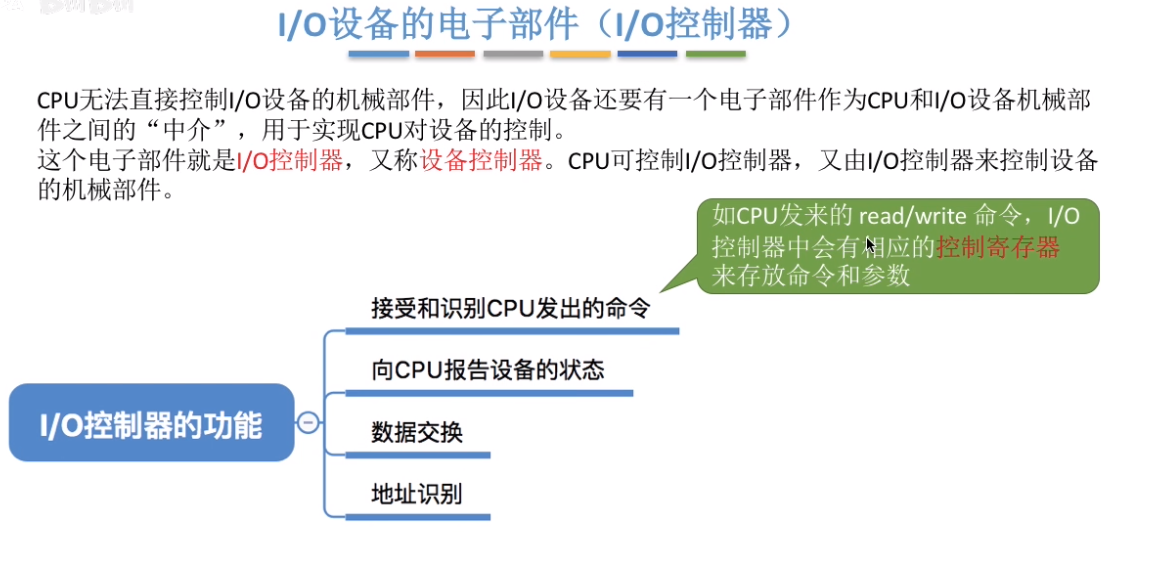 I/O设备的电子部件（I/O控制器）
CPU无法直接控制I/O设备的机械部件，因此I/O设备还要有一个电子部件作为CPU和I/O设备机械部
件之间的“中介”，用于实现CPU对设备的控制。
这个电子部件就是I/O控制器，又称设备控制器。CPU可控制I/O控制器，又由I/O控制器来控制设备
的机械部件。
如CPU发来的 read/write 命令，I/O
控制器中会有相应的控制寄存器
来存放命令和参数
接受和识别CPU发出的命令
向CPU报告设备的状态
I/O控制器的功能
数据交换
地址识别